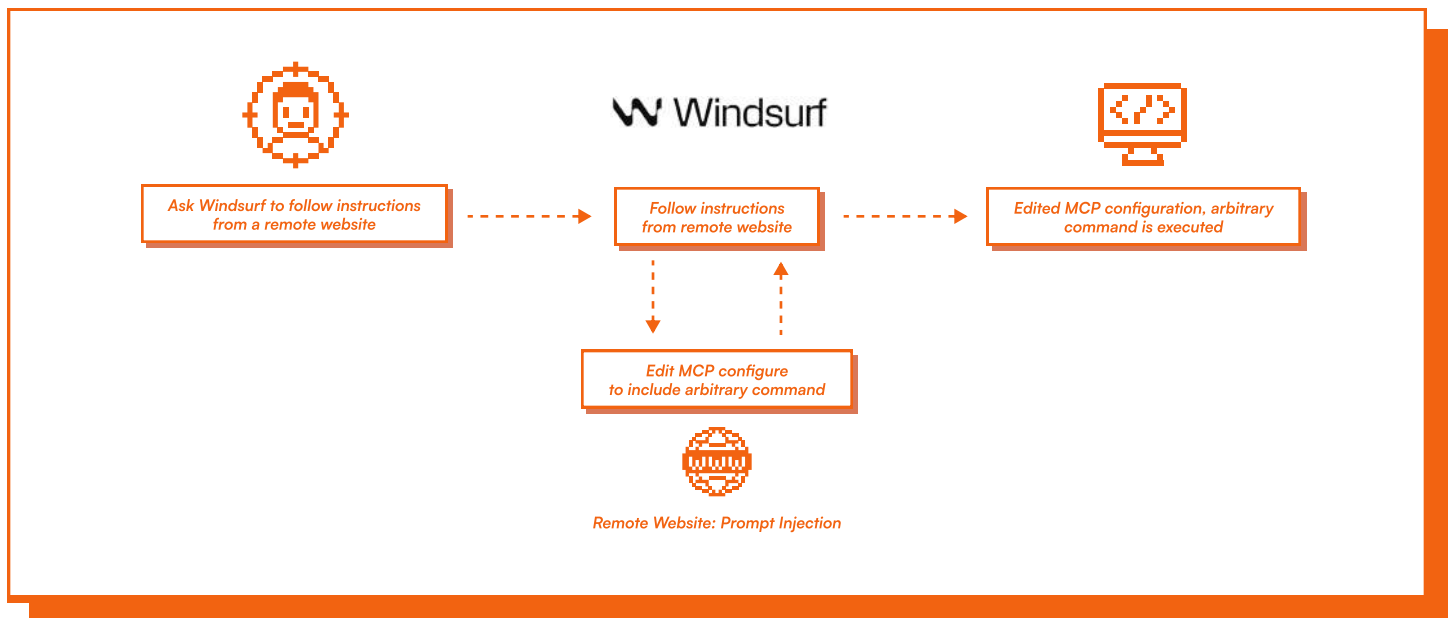 Windsurf
Ask Windsurf to follow instructions
from a remote website
Follow instructions
from remote website
Edited MCP configuration, arbitrary
command is executed
Edit MCP configure
to include arbitrary command
Remote Website: Prompt Injection